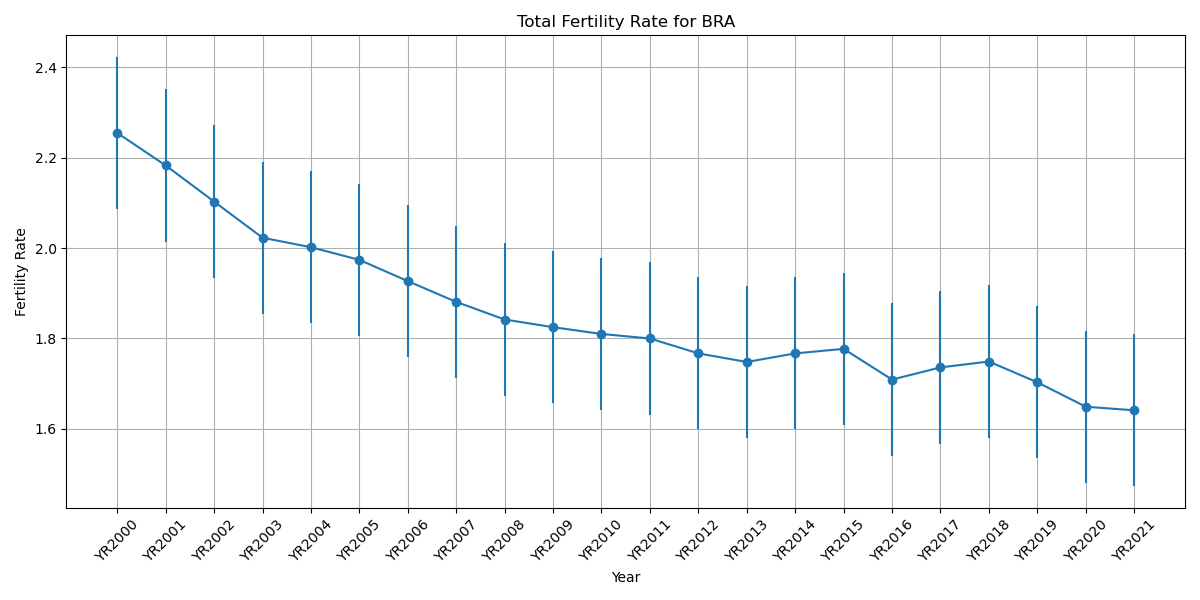 Total Fertility Rate for BRA
Fertility Rate
2.4
2.2
2.0
1.8
1.6
YR2000
YR2001
YR2002
YR2003
YR2004
YR2005
YR2006
YR2007
YR2008
YR2009
YR2010
YR2011
YR2012
YR2013
YR2014
YR2015
YR2016
YR2017
YR2018
YR2019
YR2020
YR2021
Year